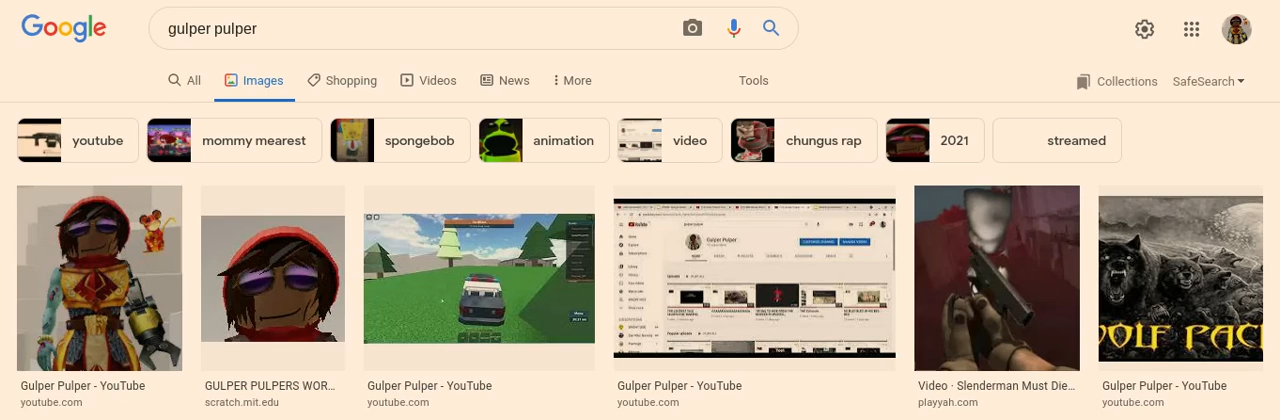 Google
gulper pulper
All Images Shopping Videos News More Tools
Collections SafeSearch
youtube mommy mearest spongebob animation video chungus rap 2021 streamed
Gulper Pulper
WOLF PACK
Gulper Pulper - YouTube
youtube.com
GULPER PULPERS WOR...
scratch.mit.edu
Gulper Pulper - YouTube
youtube.com
Gulper Pulper - YouTube
youtube.com
Video · Slenderman Must Die...
playyah.com
Gulper Pulper - YouTube
youtube.com